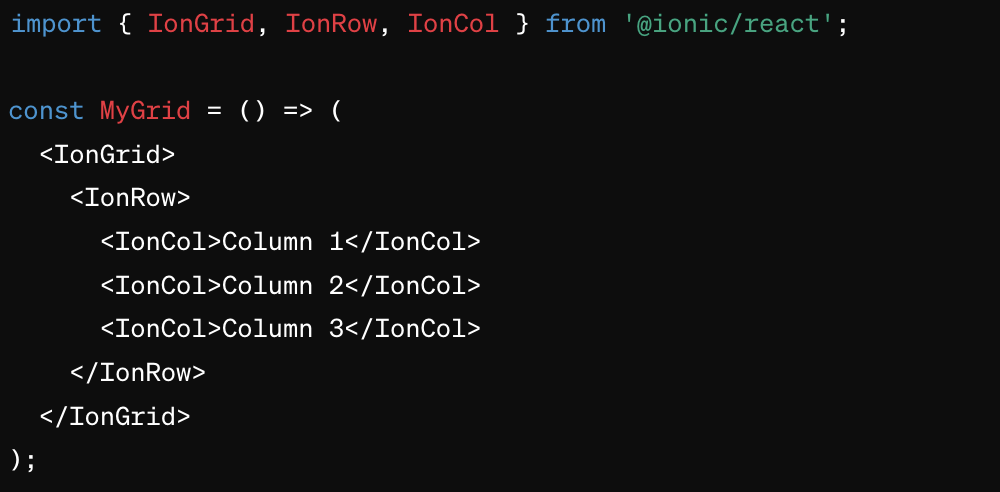 import { IonGrid, IonRow, IonCol } from '@ionic/react';
const MyGrid = () => (
<IonGrid>
<IonRow>
<IonCol>Column 1</IonCol>
<IonCol>Column 2</IonCol>
<IonCol>Column 3</IonCol>
</IonRow>
</IonGrid>
);